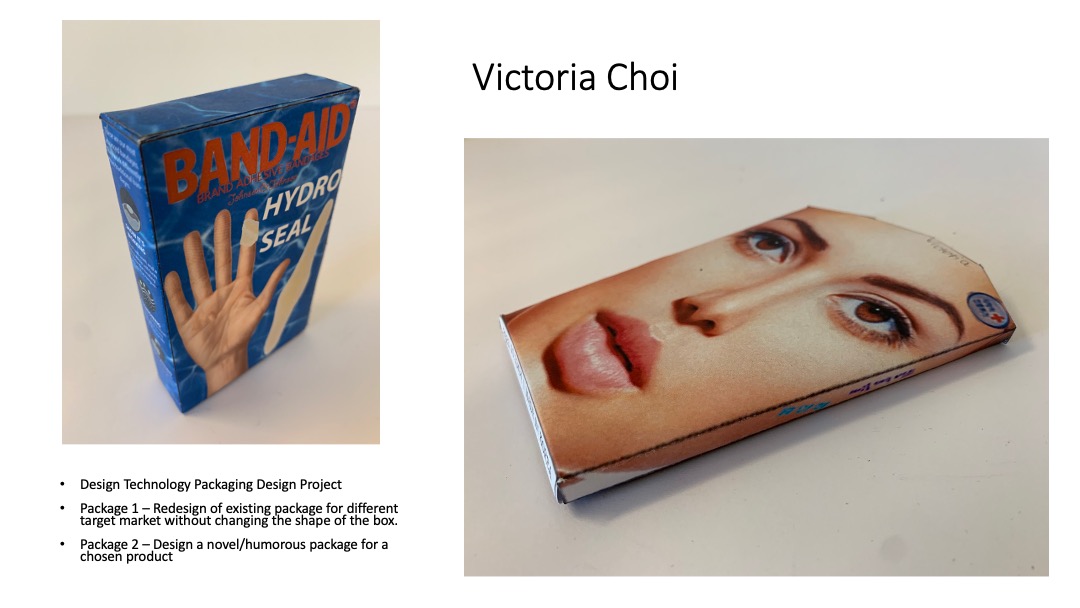 Victoria Choi
BAND-AID
BRAND ADHESIVE BANDAGES
Johnson & Johnson
HYDRO
SEAL
• Design Technology Packaging Design Project
• Package 1 – Redesign of existing package for different
target market without changing the shape of the box.
• Package 2 – Design a novel/humorous package for a
chosen product